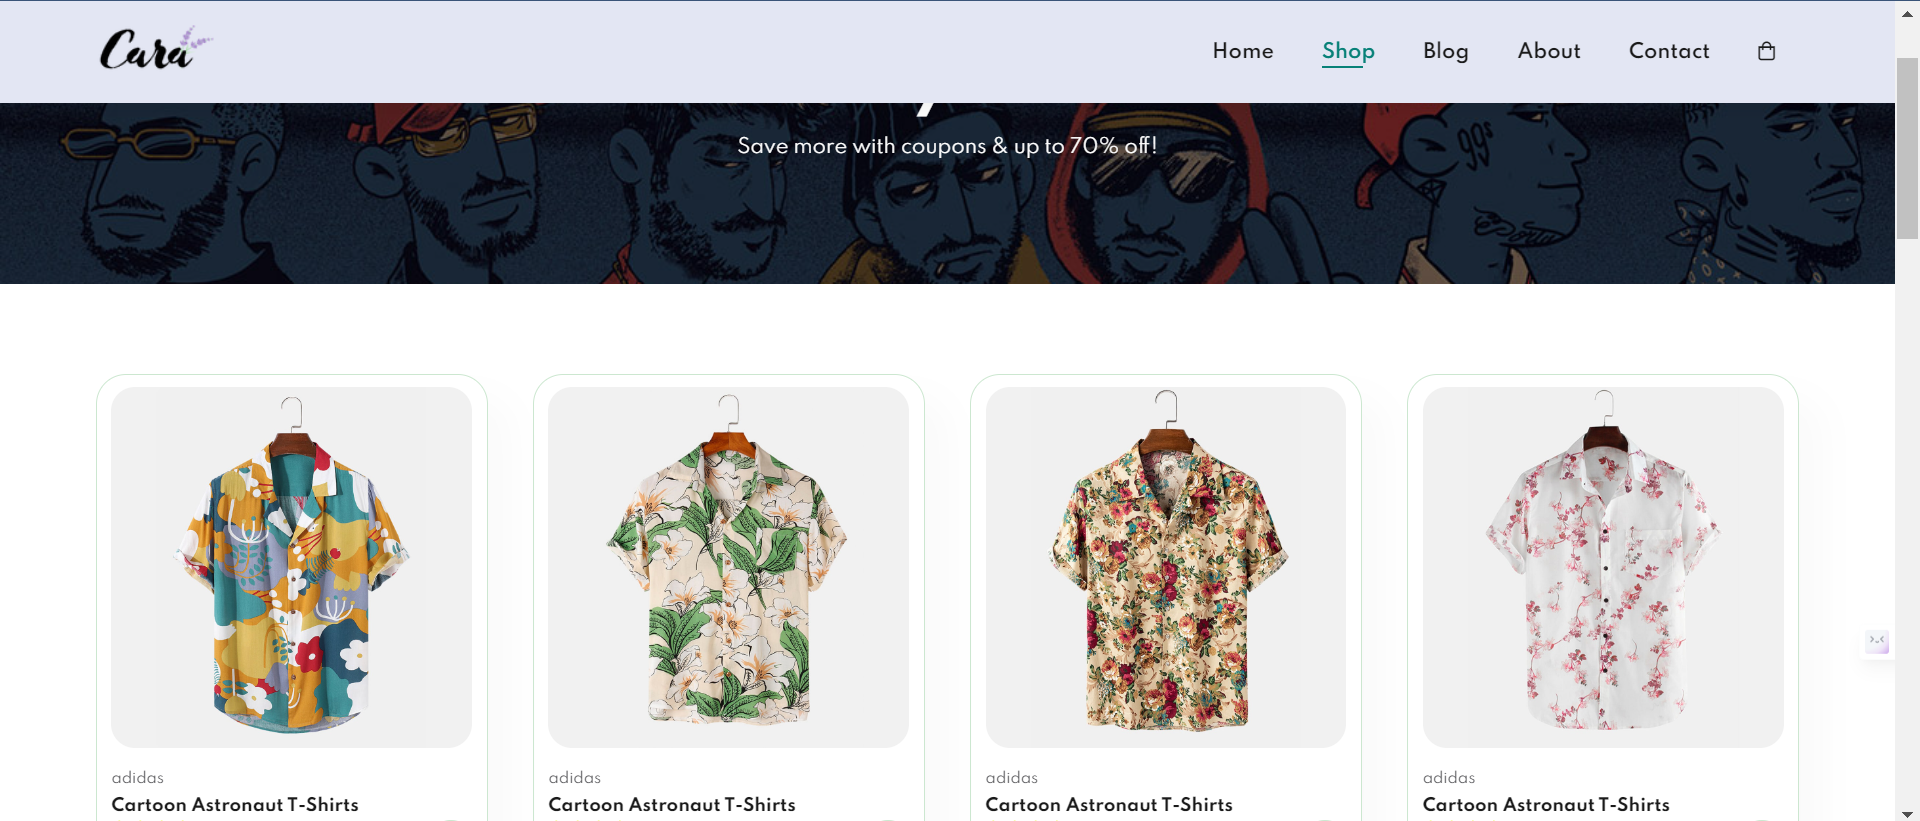 Cara
Home Shop Blog About Contact
Save more with coupons & up to 70% off!
99s
adidas
Cartoon Astronaut T-Shirts
adidas
Cartoon Astronaut T-Shirts
adidas
Cartoon Astronaut T-Shirts
adidas
Cartoon Astronaut T-Shirts